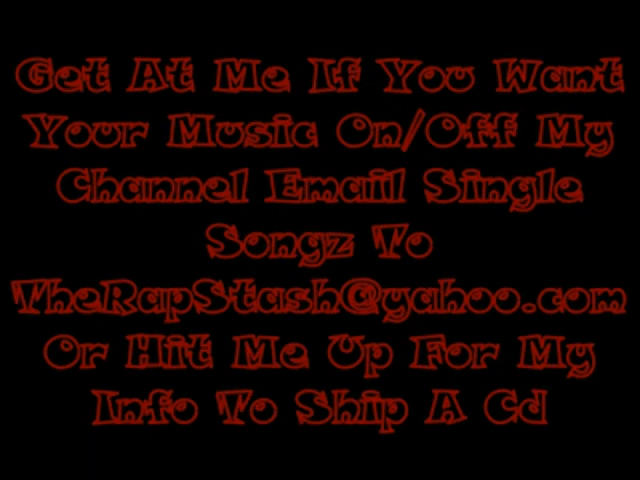 Get At Me If You Want
Your Music On/Off My
Channel Email Single
Songz To
TheRapStash@yahoo.com
Or Hit Me Up For My
Info To Ship A Cd